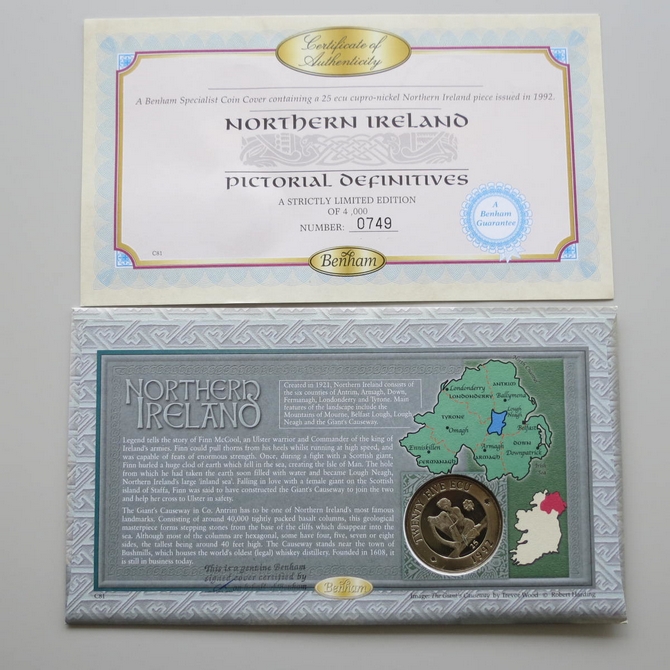 Certificate of
Authenticity
A Benham Specialist Coin Cover containing a 25 ecu cupro-nickel Northern Ireland piece issued in 1992.
NORTHERN IRELAND
PICTORIAL DEFINITIVES
A STRICTLY LIMITED EDITION
OF 4,000
NUMBER: 0749
A
Benham
Guarantee
C81
Benham
NORTHERN
IRELAND
Created in 1921, Northern Ireland consists of
the six counties of Antrim, Armagh, Down,
Fermanagh, Londonderry and Tyrone. Main
features of the landscape include the
Mountains of Mourne, Belfast Lough, Lough
Neagh and the Giant's Causeway.
Legend tells the story of Finn McCool, an Ulster warrior and Commander of the king of
Ireland's armies. Finn could pull thorns from his heels whilst running at high speed, and
was capable of feats of enormous strength. Once, during a fight with a Scottish giant,
Finn hurled a huge clod of earth which fell in the sea, creating the Isle of Man. The hole
from which he had taken the earth soon filled with water and became Lough Neagh,
Northern Ireland's large 'inland sea'. Falling in love with a female giant on the Scottish
island of Staffa, Finn was said to have constructed the Giant's Causeway to join the two
and help her cross to Ulster in safety.
The Giant's Causeway in Co. Antrim has to be one of Northern Ireland's most famous
landmarks. Consisting of around 40,000 tightly packed basalt columns, this geological
masterpiece forms stepping stones from the base of the cliffs which disappear into the
sea. Although most of the columns are hexagonal, some have four, five, seven or eight
sides, the tallest being around 40 feet high. The Causeway stands near the town of
Bushmills, which houses the world's oldest (legal) whiskey distillery. Founded in 1608, it
is still in business today.
This is a genuine Benham
signed cover certified by
Londonderry
ANTRIM
LONDONDERRY
Ballymena
TYRONE
Lough
Neagh
Omagh
Belfast
Enniskillen
Armagh
DOWN
FERMANAGH
ARMAGH
Downpatrick
TWENTY FIVE ECU
1992
C81
Benham
Image: The Giant's Causeway by Trevor Wood © Robert Harding